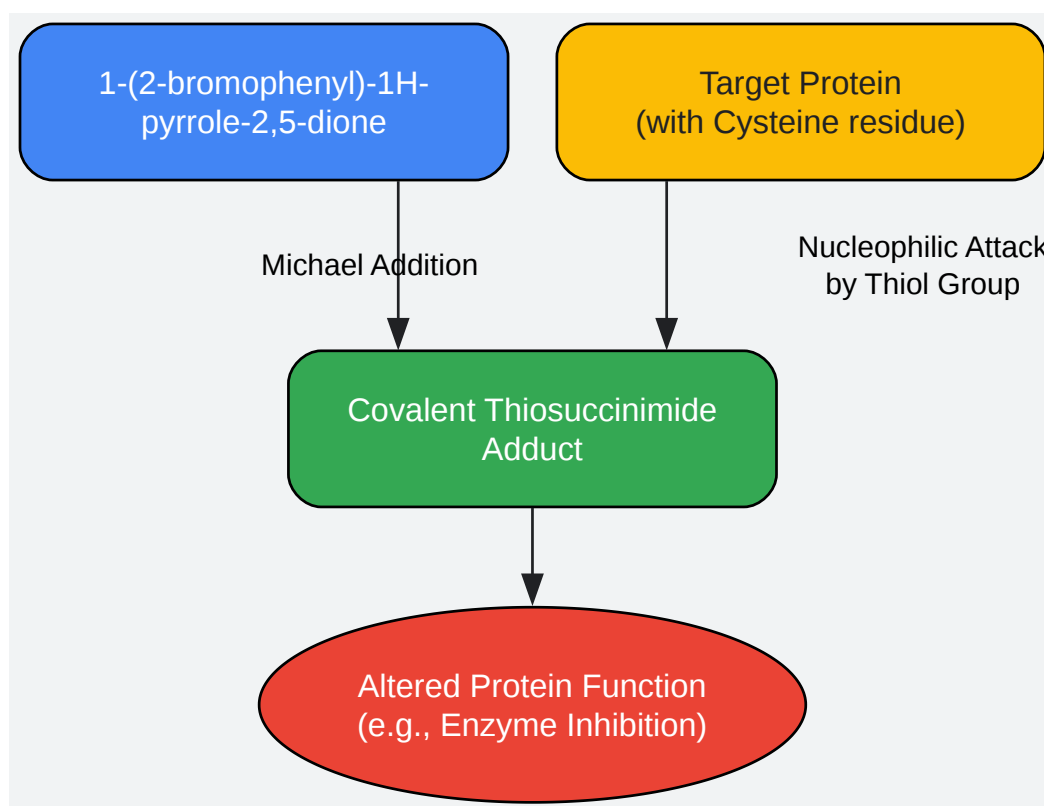 1-(2-bromophenyl)-1H-
pyrrole-2,5-dione
Target Protein
(with Cysteine residue)
Michael Addition
Nucleophilic Attack
by Thiol Group
Covalent Thiosuccinimide
Adduct
Altered Protein Function
(e.g., Enzyme Inhibition)